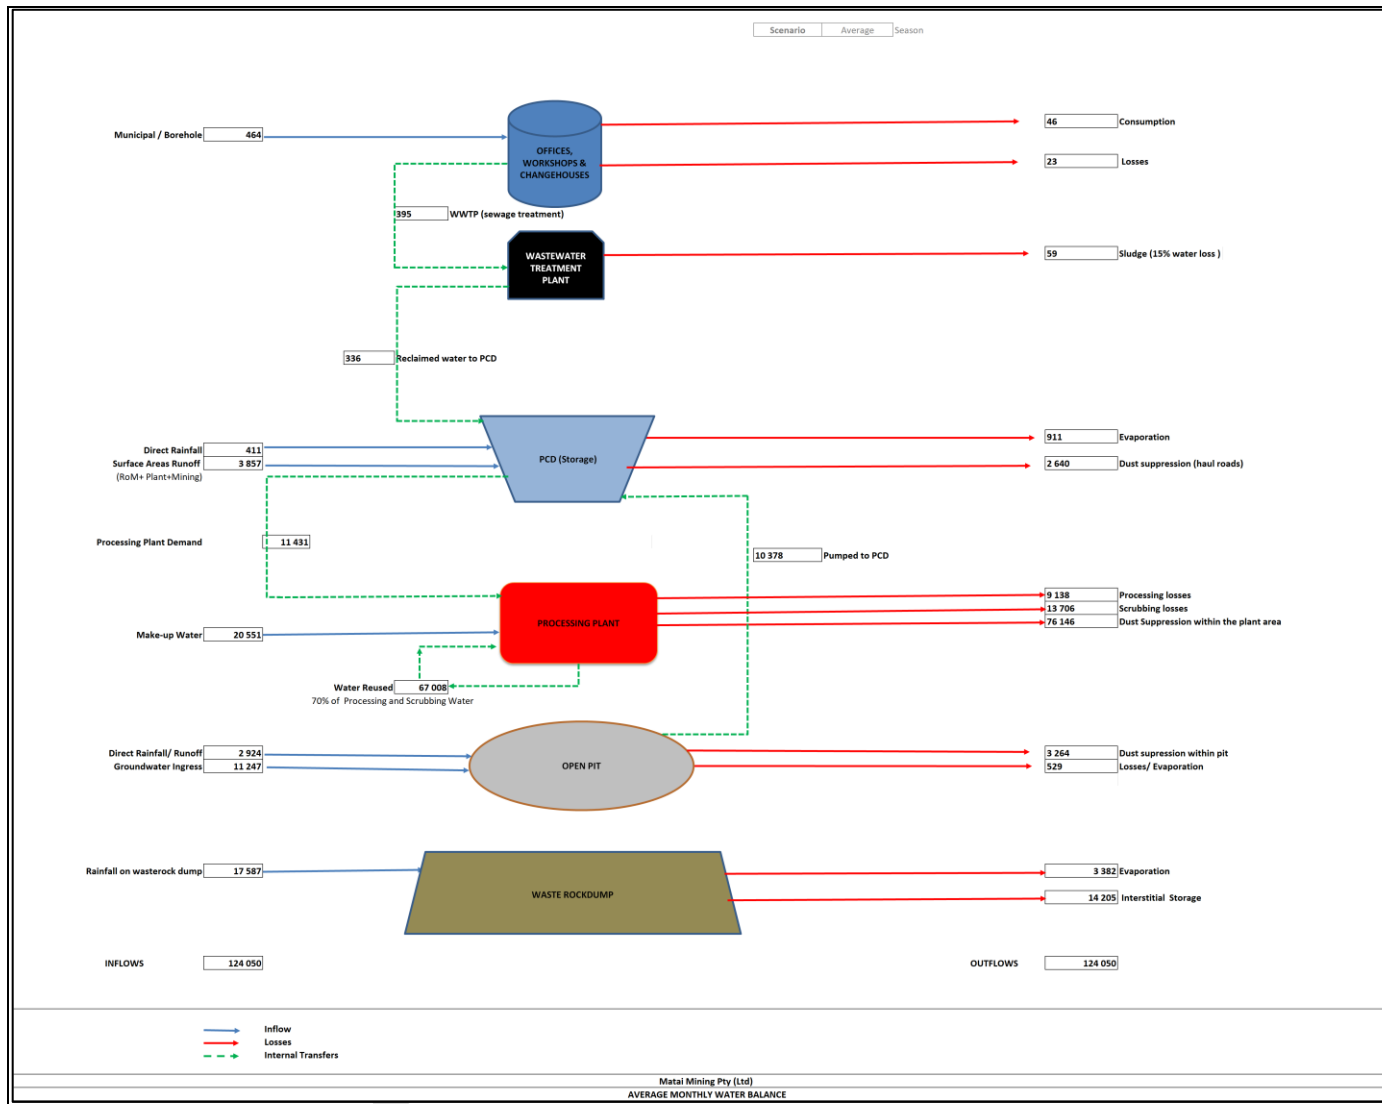 Scenario Average Season
Municipal / Borehole 464
OFFICES,
WORKSHOPS &
CHANGEHOUSES
46 Consumption
23 Losses
395 WWTP (sewage treatment)
WASTEWATER
TREATMENT
PLANT
59 Sludge (15% water loss )
336 Reclaimed water to PCD
Direct Rainfall 411
Surface Areas Runoff 3 857
(RoM+ Plant+Mining)
PCD (Storage)
911 Evaporation
2 640 Dust suppression (haul roads)
Processing Plant Demand 11 431
10 378 Pumped to PCD
Make-up Water 20 551
PROCESSING PLANT
9 138 Processing losses
13 706 Scrubbing losses
76 146 Dust Suppression within the plant area
Water Reused 67 008
70% of Processing and Scrubbing Water
Direct Rainfall/ Runoff 2 924
Groundwater Ingress 11 247
OPEN PIT
3 264 Dust supression within pit
529 Losses/ Evaporation
Rainfall on wasterock dump 17 587
WASTE ROCKDUMP
3 382 Evaporation
14 205 Interstitial Storage
INFLOWS 124 050
OUTFLOWS 124 050
Inflow
Losses
Internal Transfers
Matai Mining Pty (Ltd)
AVERAGE MONTHLY WATER BALANCE